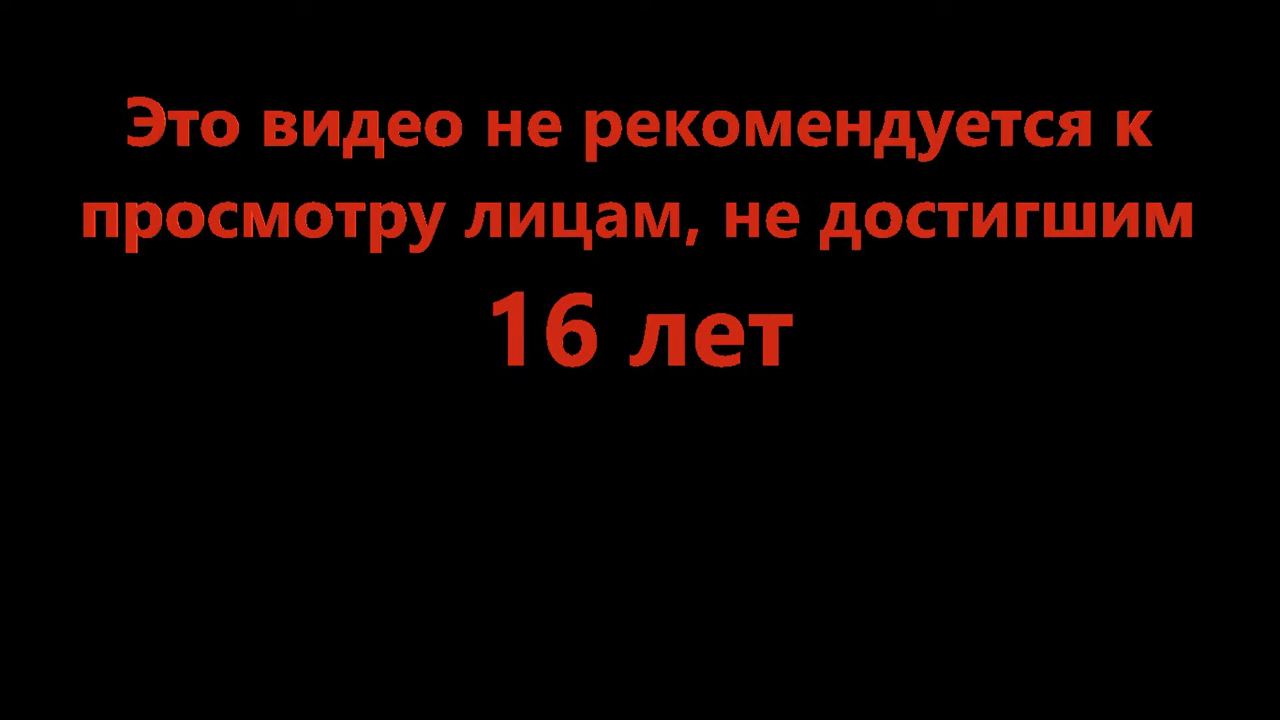 Это видео не рекомендуется к
просмотру лицам, не достигшим
16 лет